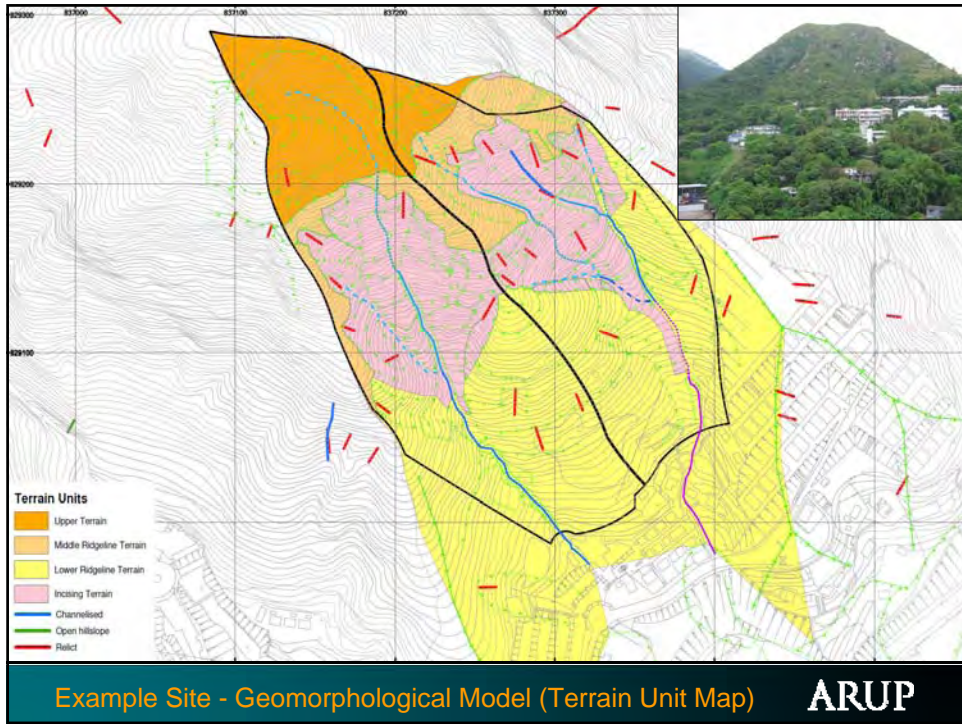 837000
837100
837200
837300
829300
829200
829100
Terrain Units
Upper Terrain
Middle Ridgeline Terrain
Lower Ridgeline Terrain
Incising Terrain
Channelised
Open hillslope
Relict
Example Site - Geomorphological Model (Terrain Unit Map)
ARUP